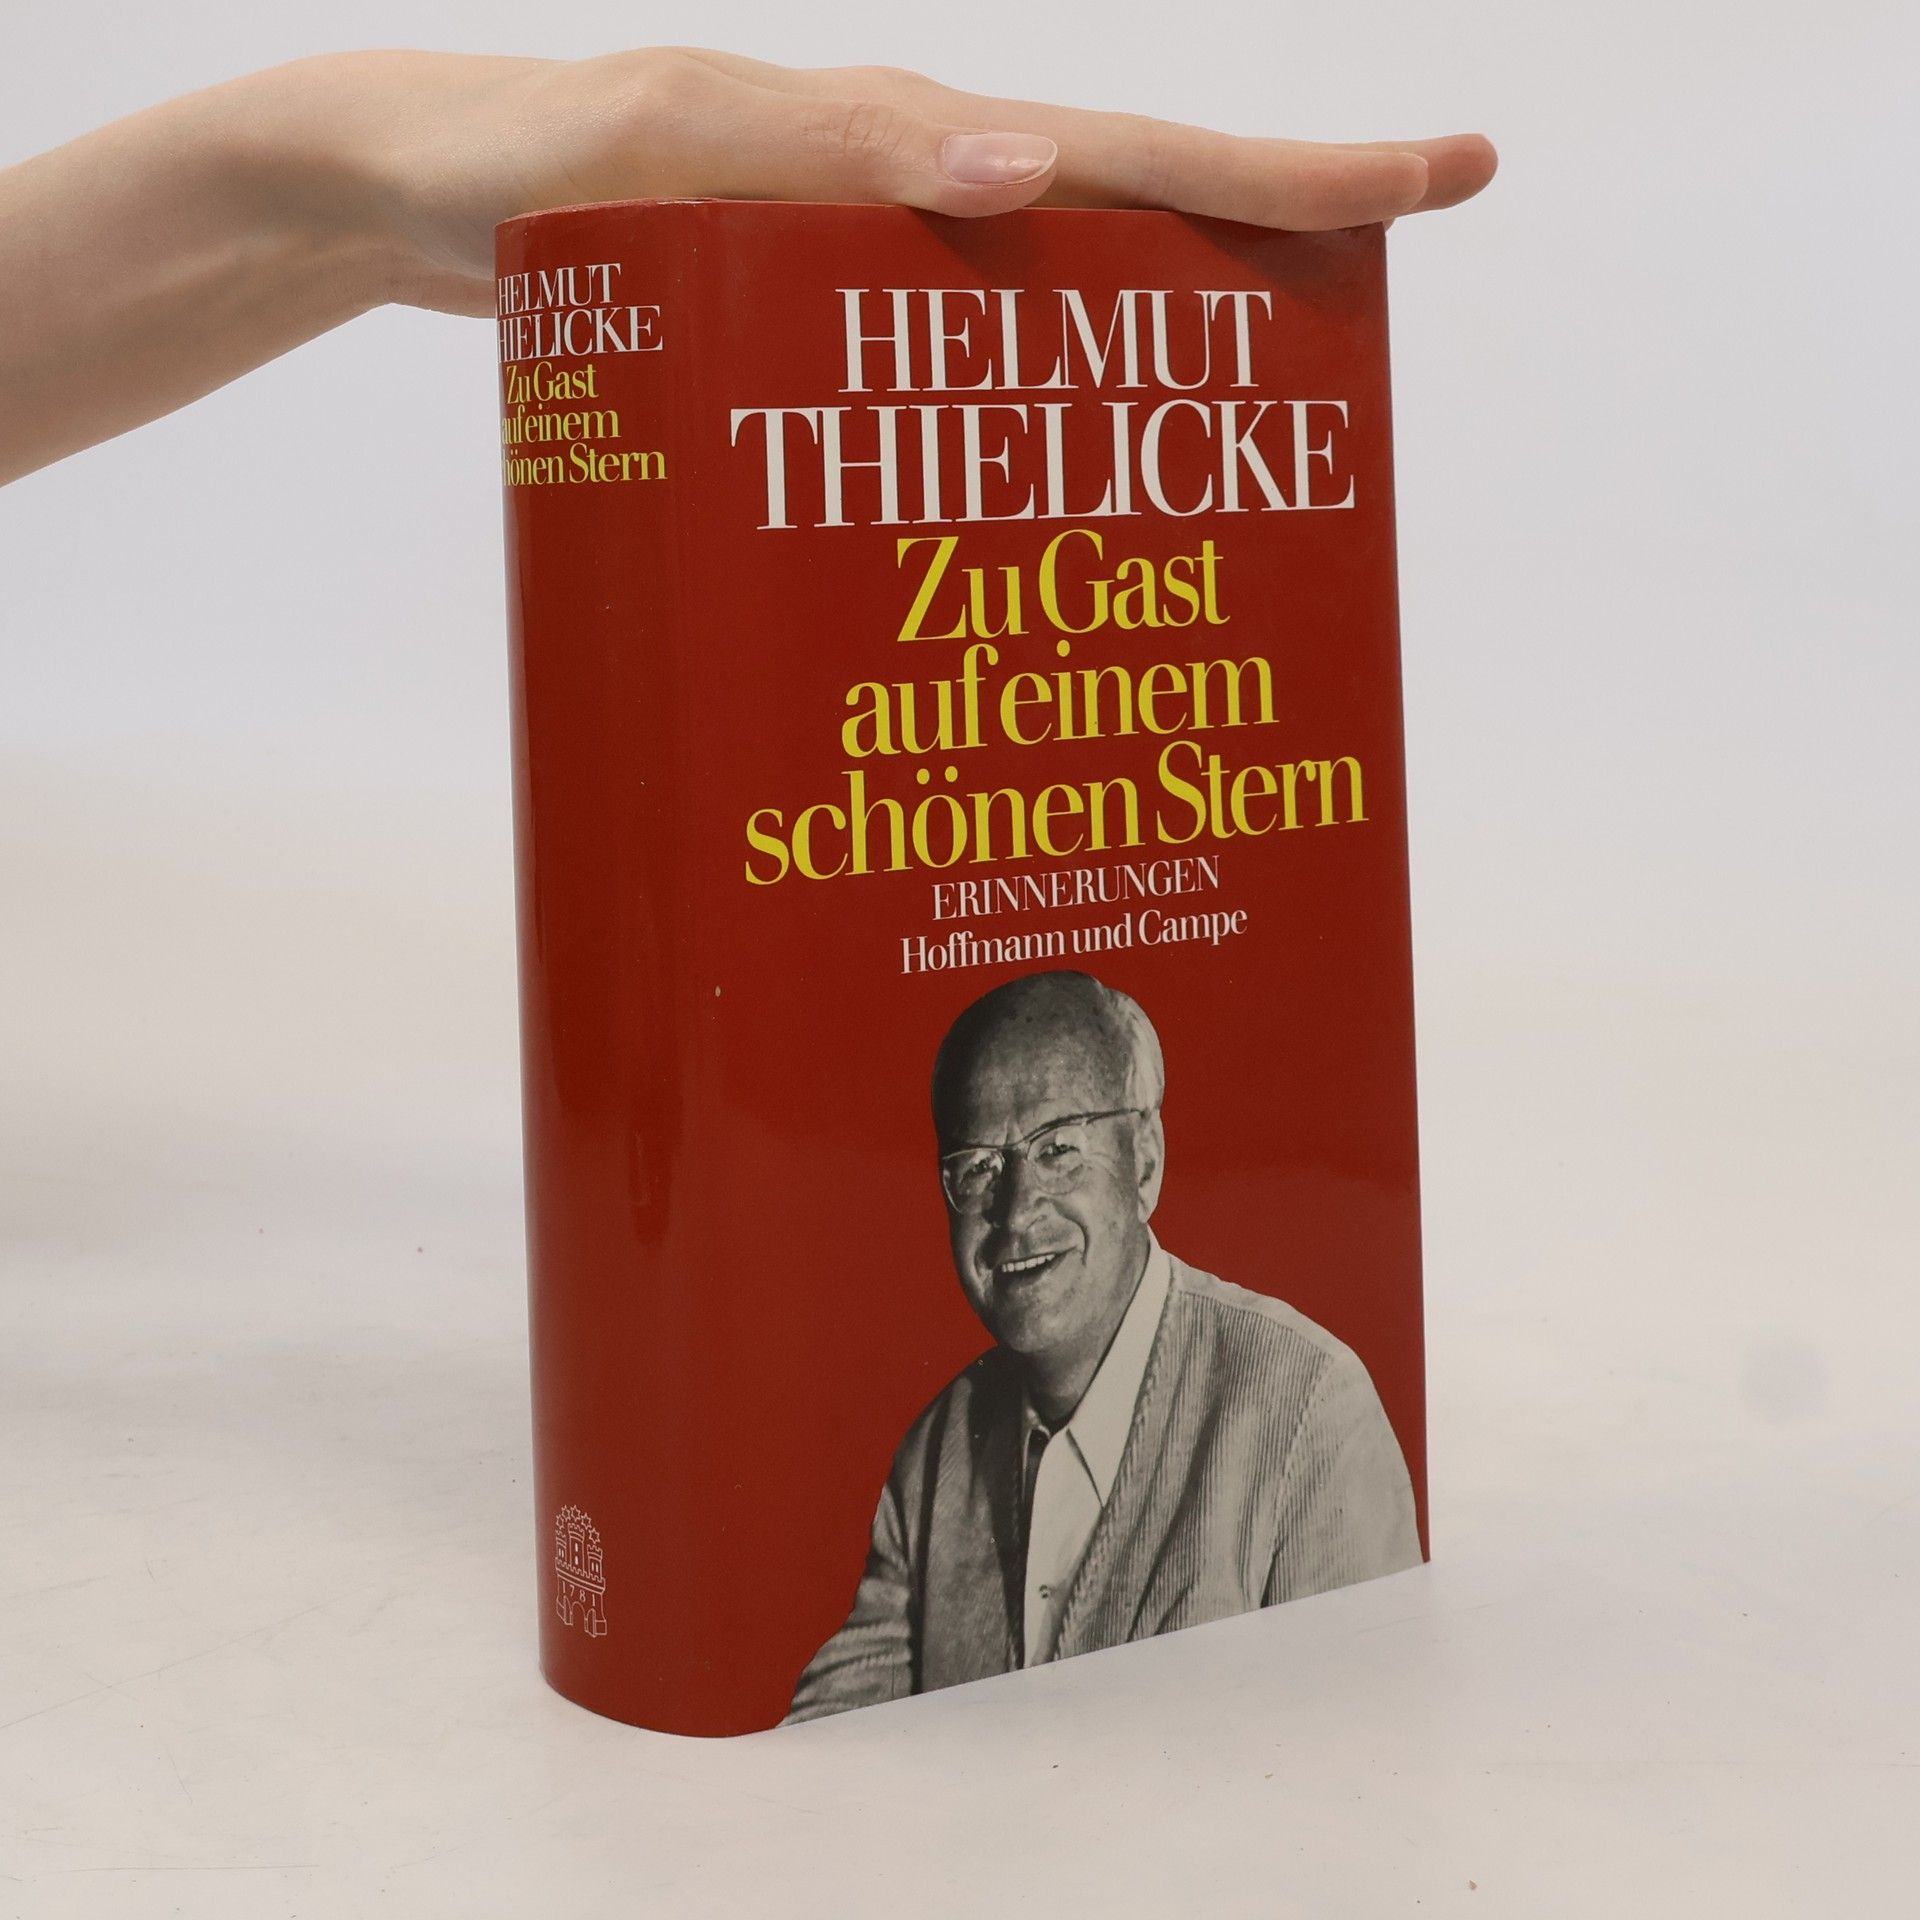 HELMUT
THIELICKE
Zu Gast
auf einem
schönen Stern
HELMUT
THIELICKE
Zu Gast
auf einem
schönen Stern
ERINNERUNGEN
Hoffmann und Campe